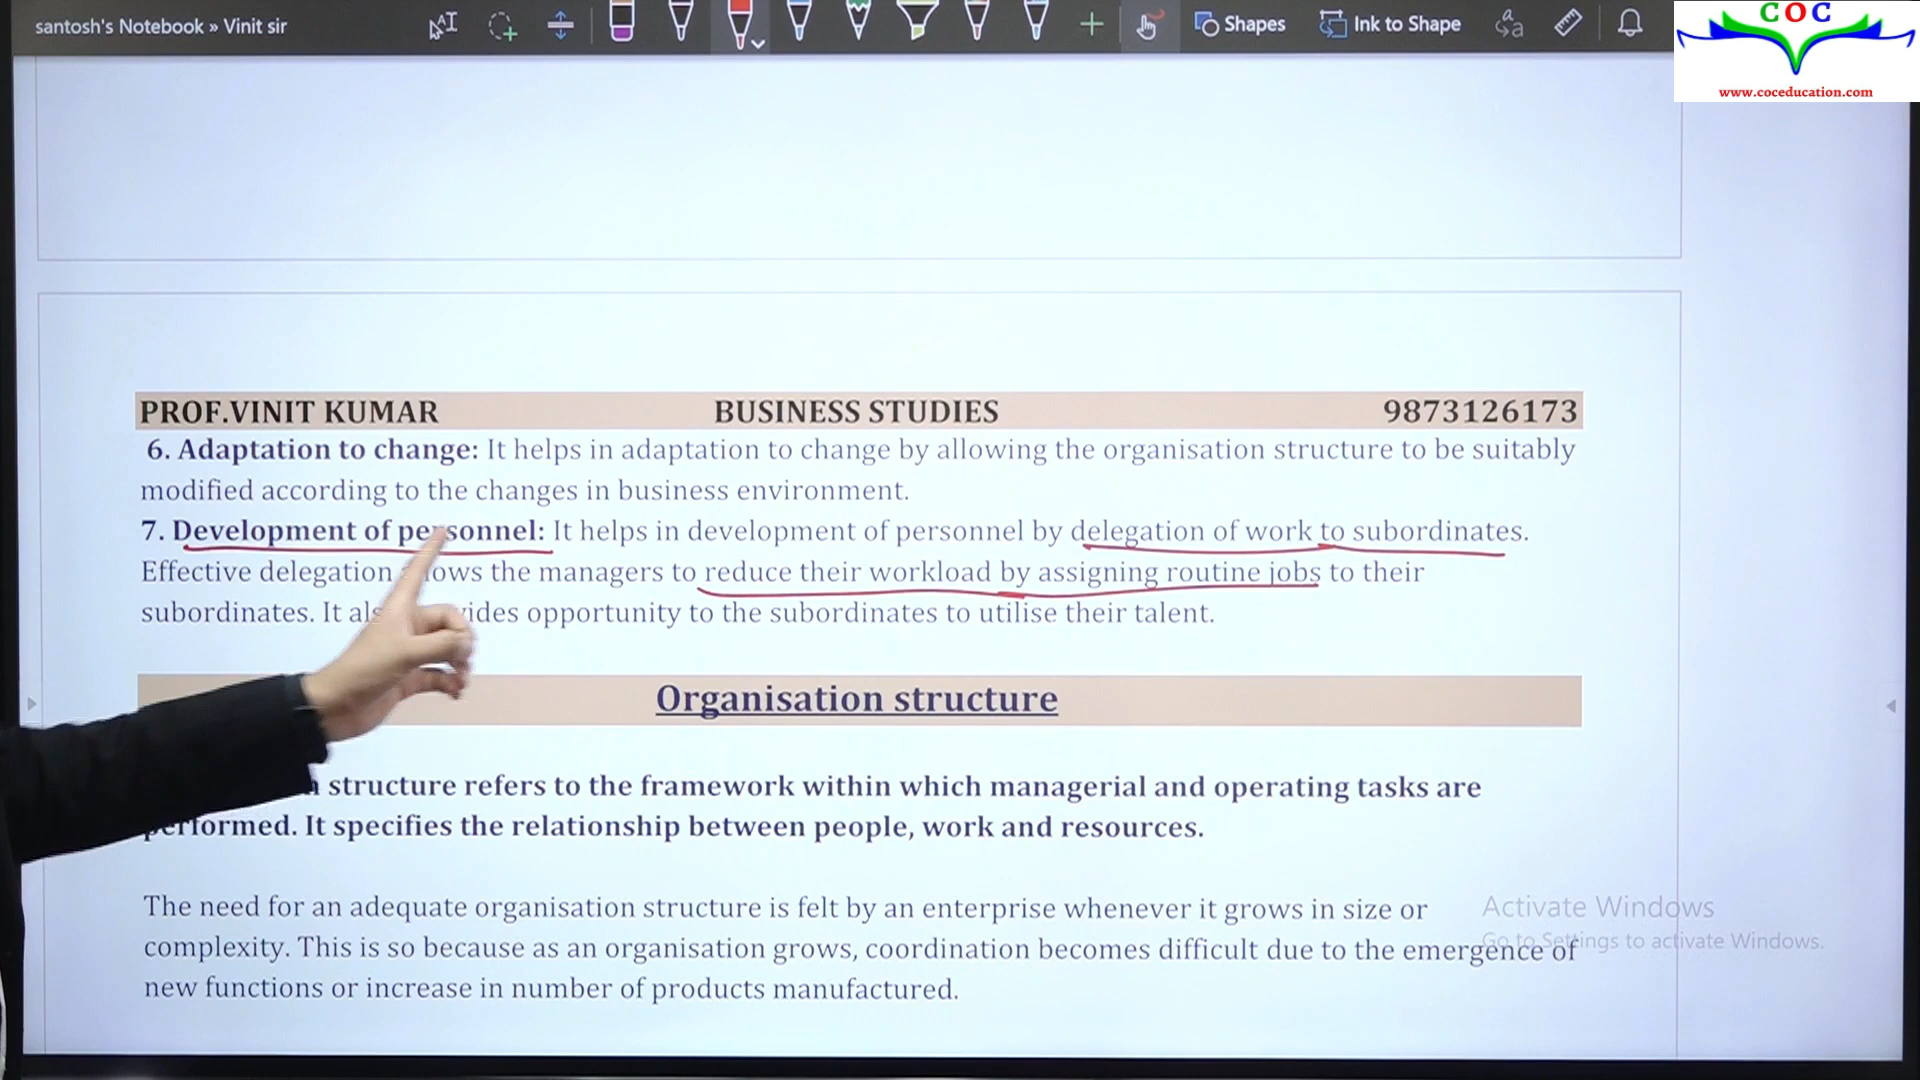 santosh's Notebook » Vinit sir
Shapes
Ink to Shape
COC
www.coceducation.com
PROF.VINIT KUMAR BUSINESS STUDIES 9873126173
6. Adaptation to change: It helps in adaptation to change by allowing the organisation structure to be suitably
modified according to the changes in business environment.
7. Development of personnel: It helps in development of personnel by delegation of work to subordinates.
Effective delegation the managers to reduce their workload by assigning routine jobs to their
subordinates. It opportunity to the subordinates to utilise their talent.
Organisation structure
structure refers to the framework within which managerial and operating tasks are
performed. It specifies the relationship between people, work and resources.
The need for an adequate organisation structure is felt by an enterprise whenever it grows in size or
complexity. This is so because as an organisation grows, coordination becomes difficult due to the emergence of
new functions or increase in number of products manufactured.
Activate Windows
Go to Settings to activate Windows.